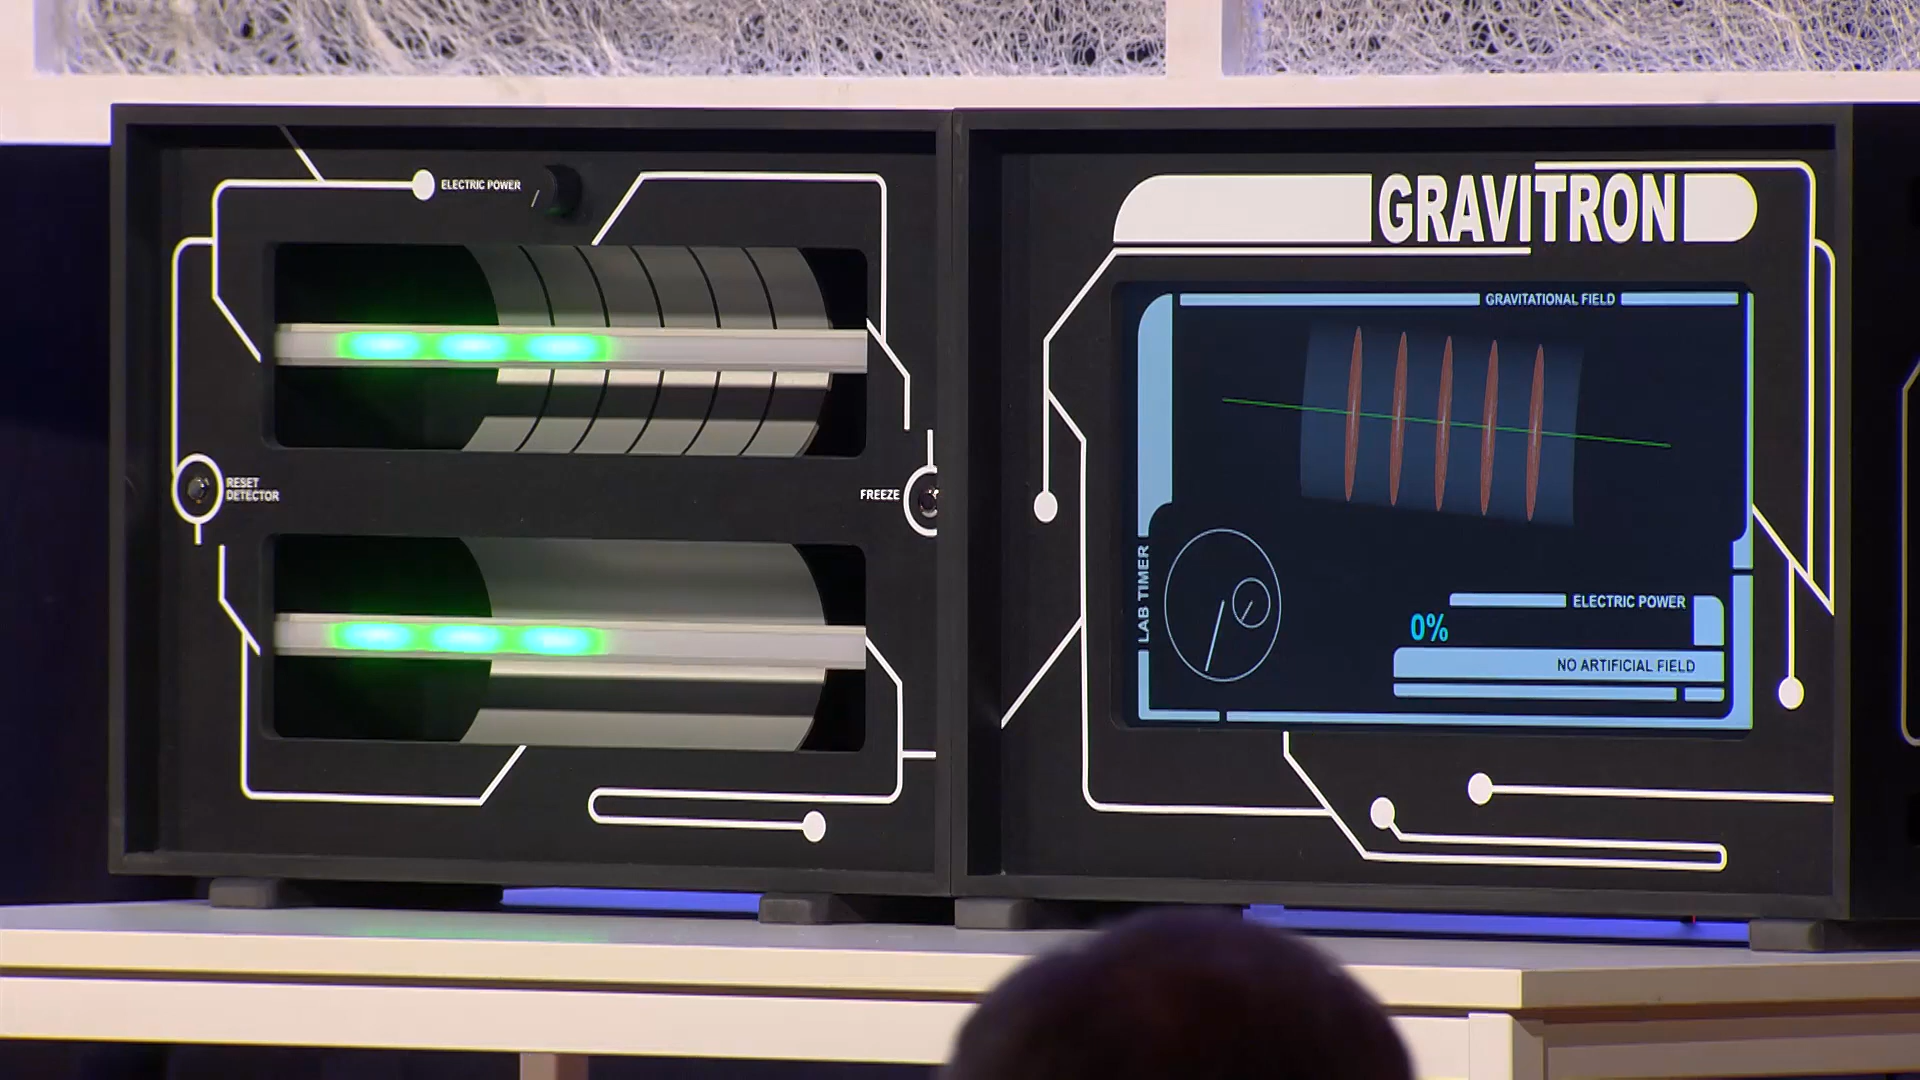 ELECTRIC POWER
RESET
DETECTOR
FREEZE
GRAVITRON
GRAVITATIONAL FIELD
LAB TIMER
ELECTRIC POWER
0%
NO ARTIFICIAL FIELD